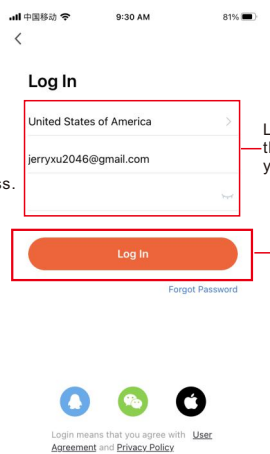 中国移动 9:30 AM 81%
Log In
United States of America
jerryxu2046@gmail.com
Log In
Forgot Password
Login means that you agree with User
Agreement and Privacy Policy